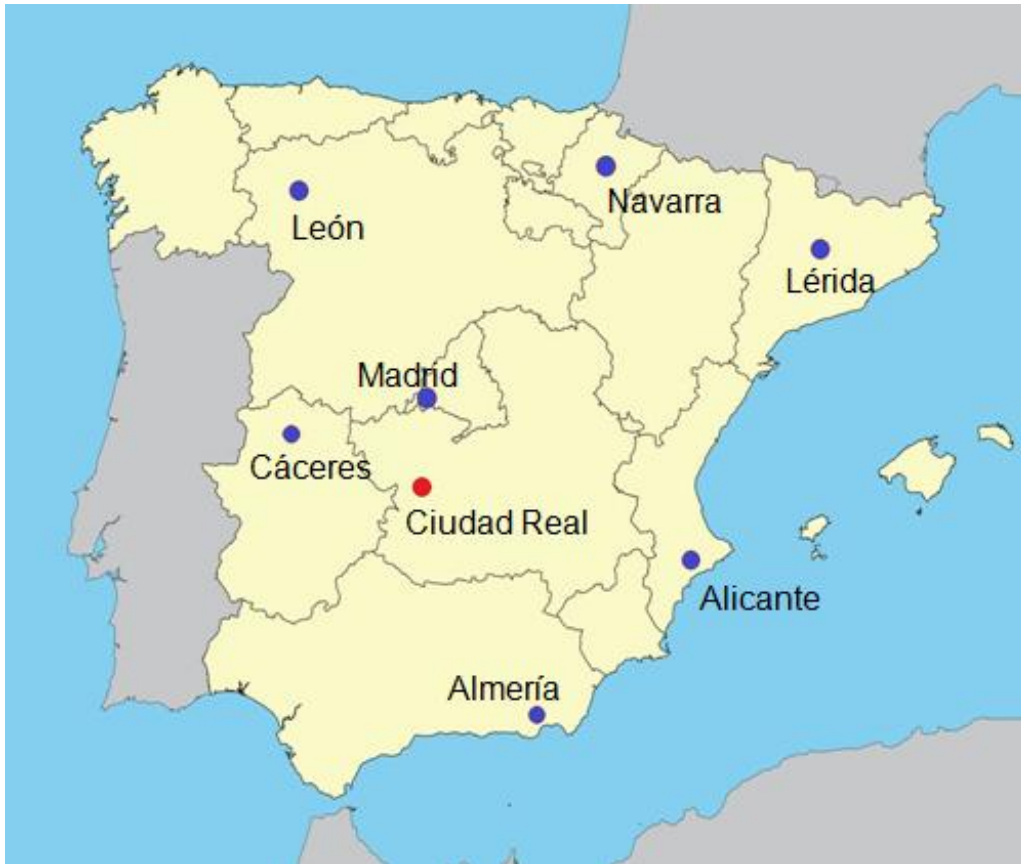 Navarra
León
Lérida
Madrid
Cáceres
Ciudad Real
Alicante
Almería